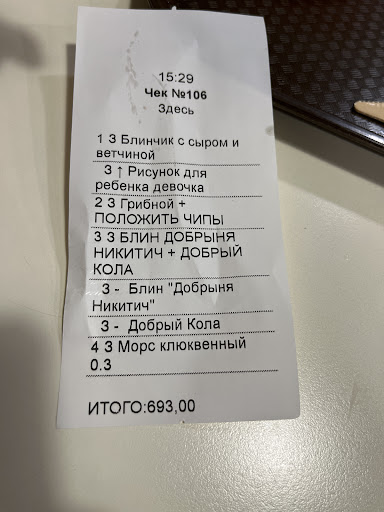 15:29
Чек №106
Здесь
1 3 Блинчик с сыром и
ветчиной
3 ↑ Рисунок для
ребенка девочка
2 3 Грибной +
ПОЛОЖИТЬ ЧИПЫ
3 3 БЛИН ДОБРЫНЯ
НИКИТИЧ + ДОБРЫЙ
КОЛА
3 - Блин "Добрыня
Никитич"
3 - Добрый Кола
4 3 Морс клюквенный
0.3
ИТОГО:693,00